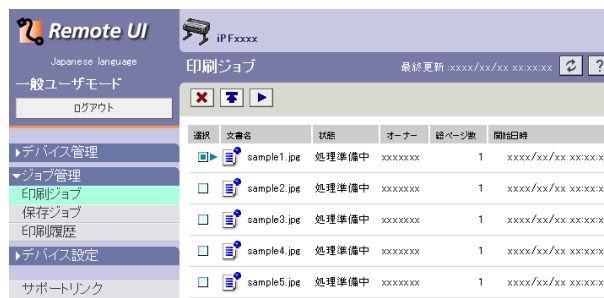 Remote UI
iPFxxxx
Japanese language
印刷ジョブ
最終更新:xxxx/xx/xx xx:xx:xx
?
一般ユーザモード
ログアウト
選択 文書名 状態 オーナー 総ページ数 開始日時
デバイス管理
sample1.jpg 処理準備中 xxxxxxx 1 xxxx/xx/xx xx:xx:x
ジョブ管理
印刷ジョブ
sample2.jpg 処理準備中 xxxxxxx 1 xxxx/xx/xx xx:xx:x
保存ジョブ
sample3.jpg 処理準備中 xxxxxxx 1 xxxx/xx/xx xx:xx:x
印刷履歴
デバイス設定
sample4.jpg 処理準備中 xxxxxxx 1 xxxx/xx/xx xx:xx:x
サポートリンク
sample5.jpg 処理準備中 xxxxxxx 1 xxxx/xx/xx xx:xx:x